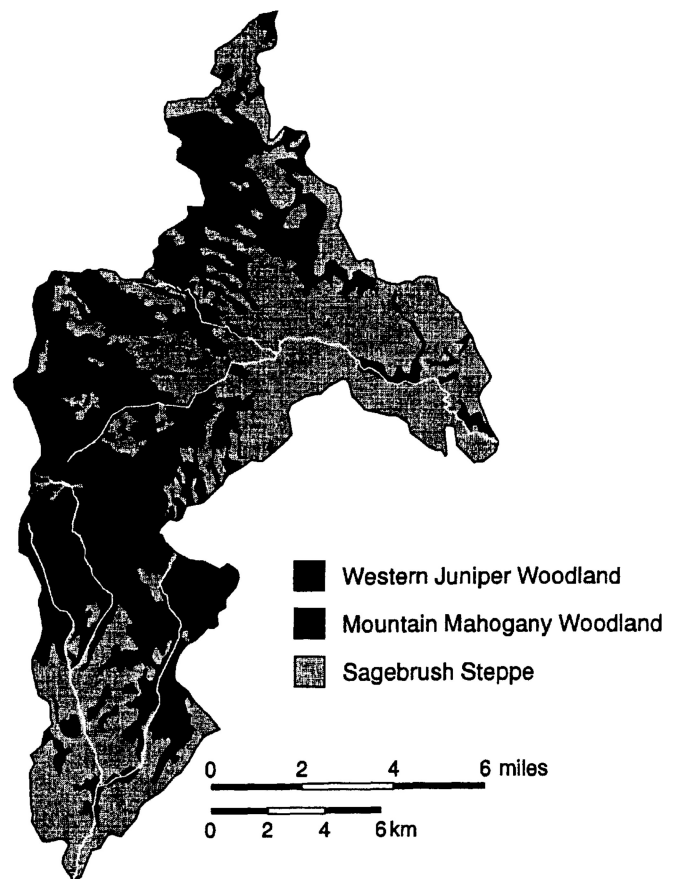 Western Juniper Woodland
Mountain Mahogany Woodland
Sagebrush Steppe
0 2 4 6 miles
0 2 4 6 km